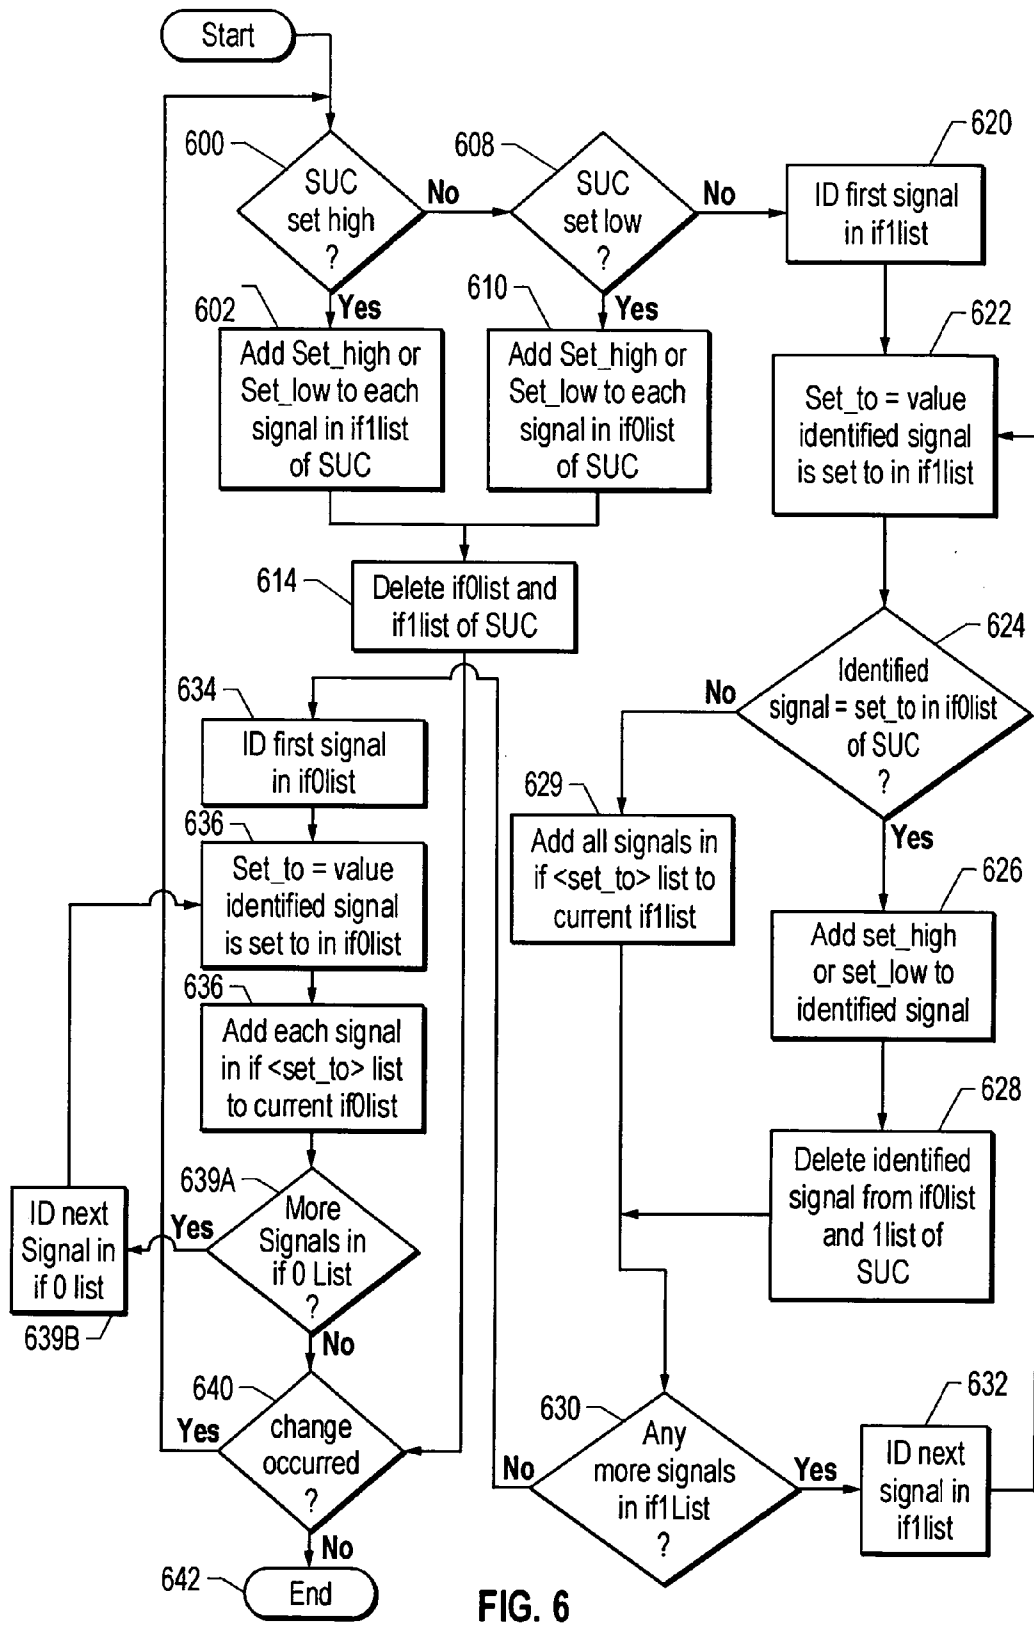 Start
600
SUC
set high
?
No
Yes
608
SUC
set low
?
No
Yes
620
ID first signal
in if1list
602
Add Set_high or
Set_low to each
signal in if1list
of SUC
610
Add Set_high or
Set_low to each
signal in if0list
of SUC
622
Set_to = value
identified signal
is set to in if1list
614
Delete if0list and
if1list of SUC
624
Identified
signal = set_to in if0list
of SUC
?
No
Yes
634
ID first signal
in if0list
636
Set_to = value
identified signal
is set to in if0list
629
Add all signals in
if <set_to> list to
current if1list
626
Add set_high
or set_low to
identified signal
636
Add each signal
in if <set_to> list
to current if0list
628
Delete identified
signal from if0list
and 1list of
SUC
639A
More
Signals in
if 0 List
?
Yes
No
ID next
Signal in
if 0 list
639B
640
change
occurred
?
Yes
No
630
Any
more signals
in if1List
?
No
Yes
632
ID next
signal in
if1list
642
End
FIG. 6